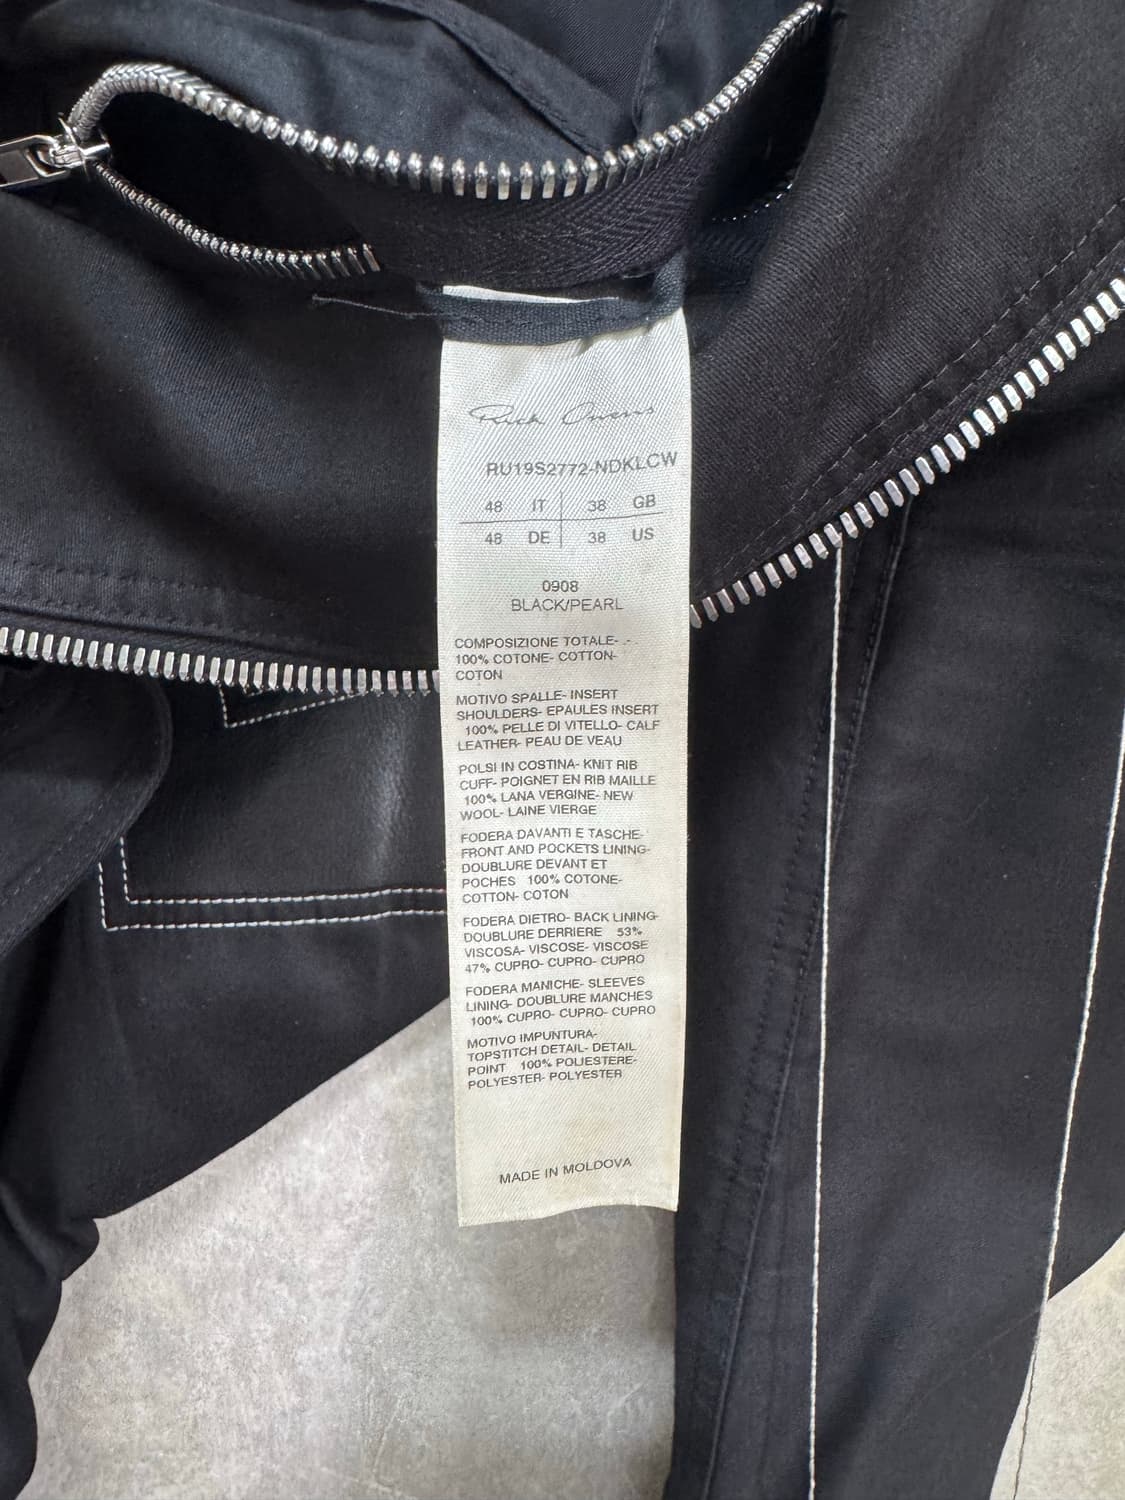 Rick Owens
RU19S2772-NDKLCW
48 IT 38 GB
48 DE 38 US
0908
BLACK/PEARL
COMPOSIZIONE TOTALE- -
100% COTONE- COTTON-
COTON
MOTIVO SPALLE- INSERT
SHOULDERS- EPAULES INSERT
100% PELLE DI VITELLO- CALF
LEATHER- PEAU DE VEAU
POLSI IN COSTINA- KNIT RIB
CUFF- POIGNET EN RIB MAILLE
100% LANA VERGINE- NEW
WOOL- LAINE VIERGE
FODERA DAVANTI E TASCHE-
FRONT AND POCKETS LINING-
DOUBLURE DEVANT ET
POCHES 100% COTONE-
COTTON- COTON
FODERA DIETRO- BACK LINING-
DOUBLURE DERRIERE 53%
VISCOSA- VISCOSE- VISCOSE
47% CUPRO- CUPRO- CUPRO
FODERA MANICHE- SLEEVES
LINING- DOUBLURE MANCHES
100% CUPRO- CUPRO- CUPRO
MOTIVO IMPUNTURA-
TOPSTITCH DETAIL- DETAIL
POINT 100% POLIESTERE-
POLYESTER- POLYESTER
MADE IN MOLDOVA